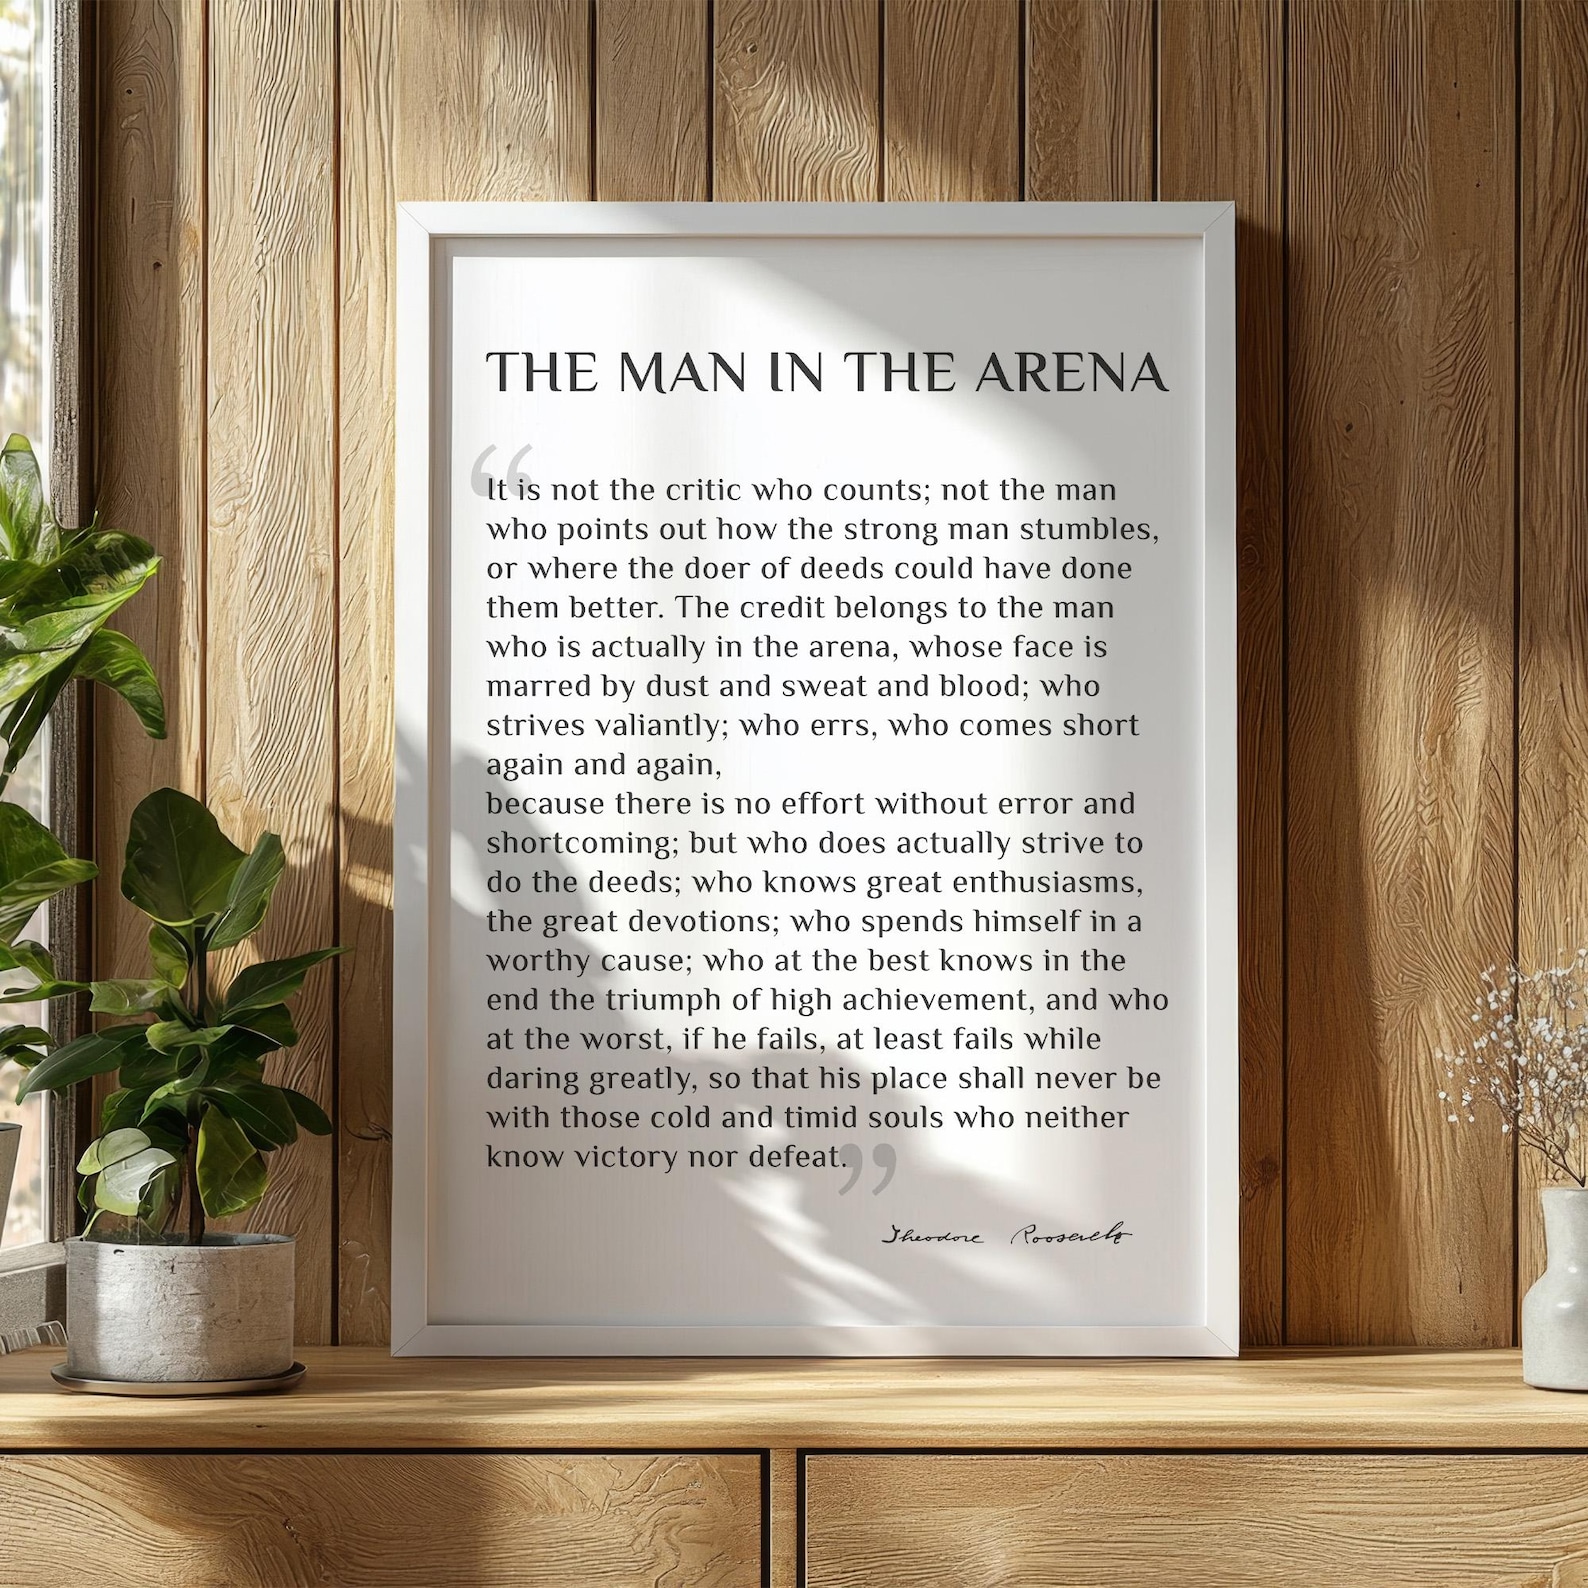 THE MAN IN THE ARENA
“It is not the critic who counts; not the man
who points out how the strong man stumbles,
or where the doer of deeds could have done
them better. The credit belongs to the man
who is actually in the arena, whose face is
marred by dust and sweat and blood; who
strives valiantly; who errs, who comes short
again and again,
because there is no effort without error and
shortcoming; but who does actually strive to
do the deeds; who knows great enthusiasms,
the great devotions; who spends himself in a
worthy cause; who at the best knows in the
end the triumph of high achievement, and who
at the worst, if he fails, at least fails while
daring greatly, so that his place shall never be
with those cold and timid souls who neither
know victory nor defeat.”
Theodore Roosevelt